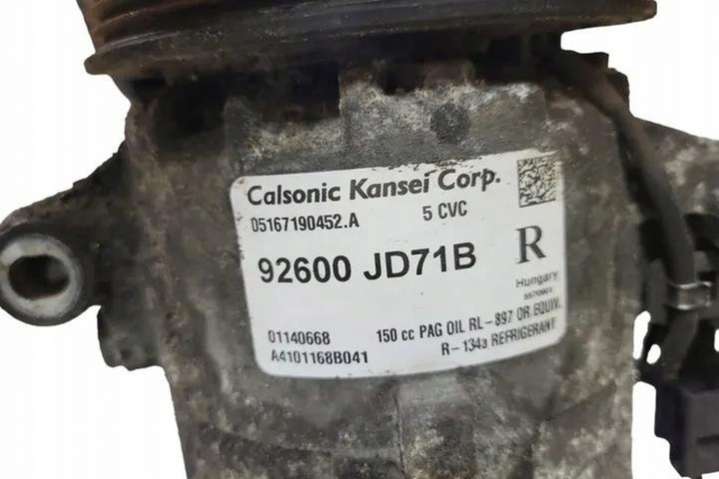 Calsonic Kansei Corp.
05167190452.A 5 CVC
92600 JD71B R
Hungary
01140668 150 cc PAG OIL RL-897 OR EQUIV.
A4101168B041 R-134a REFRIGERANT